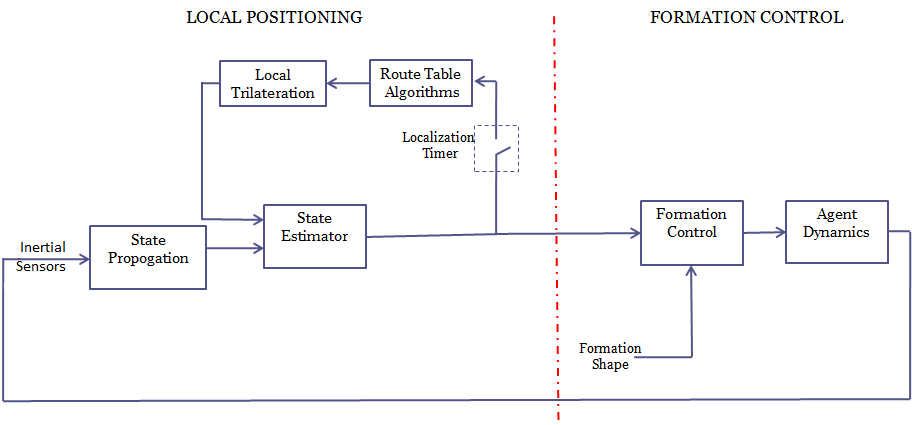 LOCAL POSITIONING
FORMATION CONTROL
Local
Trilateration
Route Table
Algorithms
Localization
Timer
State
Estimator
Formation
Control
Agent
Dynamics
Inertial
Sensors
State
Propogation
Formation
Shape